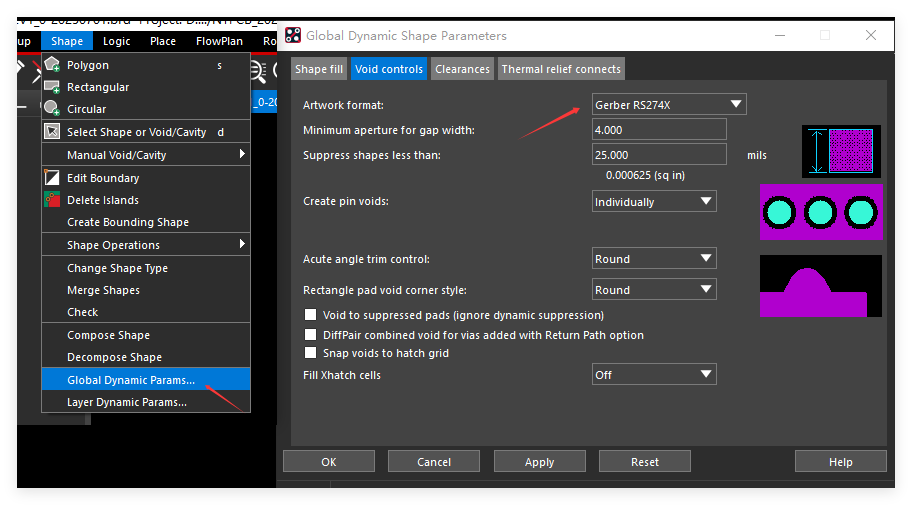 Shape
Logic
Place
FlowPlan
Ro
Polygon s
Rectangular
Circular
Select Shape or Void/Cavity d
Manual Void/Cavity
Edit Boundary
Delete Islands
Create Bounding Shape
Shape Operations
Change Shape Type
Merge Shapes
Check
Compose Shape
Decompose Shape
Global Dynamic Params...
Layer Dynamic Params...
_0-20
Global Dynamic Shape Parameters
Shape fill
Void controls
Clearances
Thermal relief connects
Artwork format: Gerber RS274X
Minimum aperture for gap width: 4.000
Suppress shapes less than: 25.000 mils
0.000625 (sq in)
Create pin voids: Individually
Acute angle trim control: Round
Rectangle pad void corner style: Round
Void to suppressed pads (ignore dynamic suppression)
DiffPair combined void for vias added with Return Path option
Snap voids to hatch grid
Fill Xhatch cells Off
OK
Cancel
Apply
Reset
Help